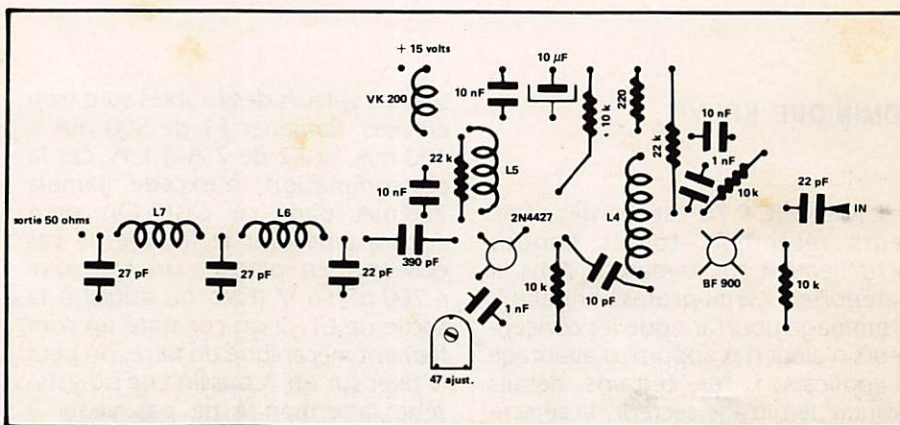 + 15 volts
VK 200
10 nF
10 µF
10 k
220
22 k
10 nF
1 nF
10 k
22 pF
IN
22 k
L5
10 nF
L4
sortie 50 ohms
L7
L6
2N4427
BF 900
390 pF
27 pF
27 pF
22 pF
1 nF
10 k
10 pF
10 k
47 ajust.